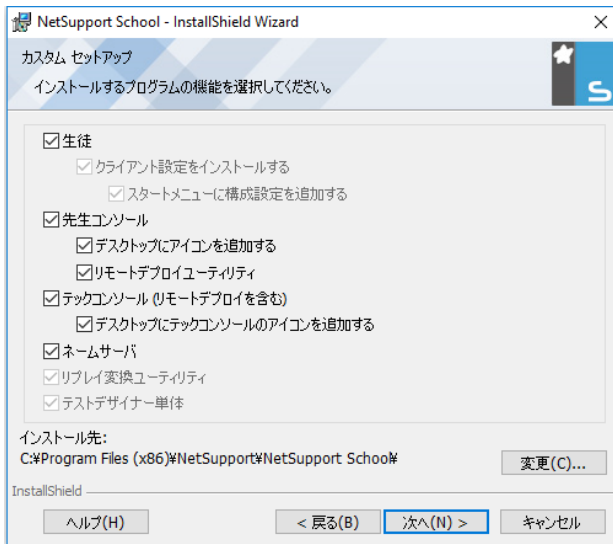 NetSupport School - InstallShield Wizard
カスタム セットアップ
インストールするプログラムの機能を選択してください。
S
生徒
クライアント設定をインストールする
スタートメニューに構成設定を追加する
先生コンソール
デスクトップにアイコンを追加する
リモートデプロイユーティリティ
テックコンソール (リモートデプロイを含む)
デスクトップにテックコンソールのアイコンを追加する
ネームサーバ
リプレイ変換ユーティリティ
テストデザイナー単体
インストール先:
C:¥Program Files (x86)¥NetSupport¥NetSupport School¥
変更(C)...
InstallShield
ヘルプ(H)
< 戻る(B)
次へ(N) >
キャンセル